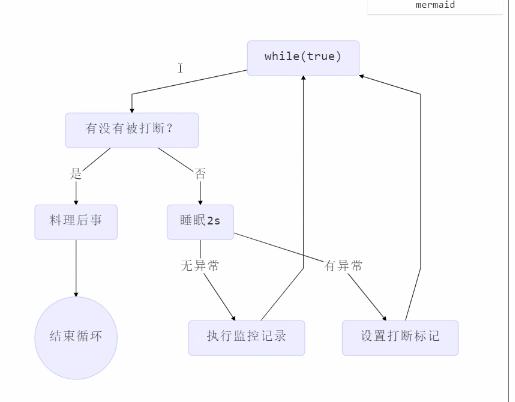 mermaid
while(true)
有没有被打断?
是
否
料理后事
睡眠2s
无异常
有异常
结束循环
执行监控记录
设置打断标记